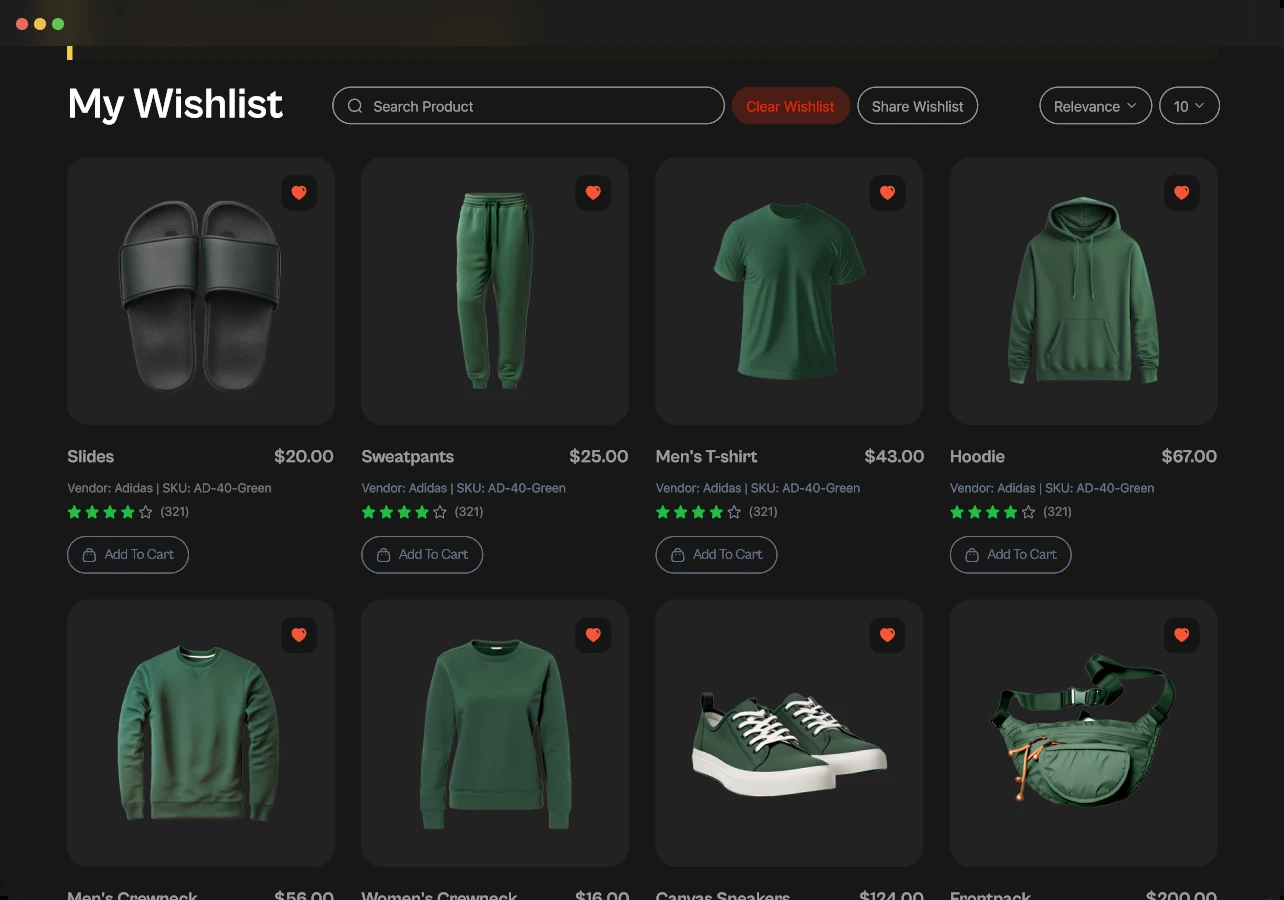 My Wishlist
Search Product
Clear Wishlist
Share Wishlist
Relevance
10
Slides $20.00
Vendor: Adidas | SKU: AD-40-Green
(321)
Add To Cart
Sweatpants $25.00
Vendor: Adidas | SKU: AD-40-Green
(321)
Add To Cart
Men's T-shirt $43.00
Vendor: Adidas | SKU: AD-40-Green
(321)
Add To Cart
Hoodie $67.00
Vendor: Adidas | SKU: AD-40-Green
(321)
Add To Cart
Men's Crewneck $56.00
Women's Crewneck $16.00
Canvas Sneakers $124.00
Frontpack $200.00